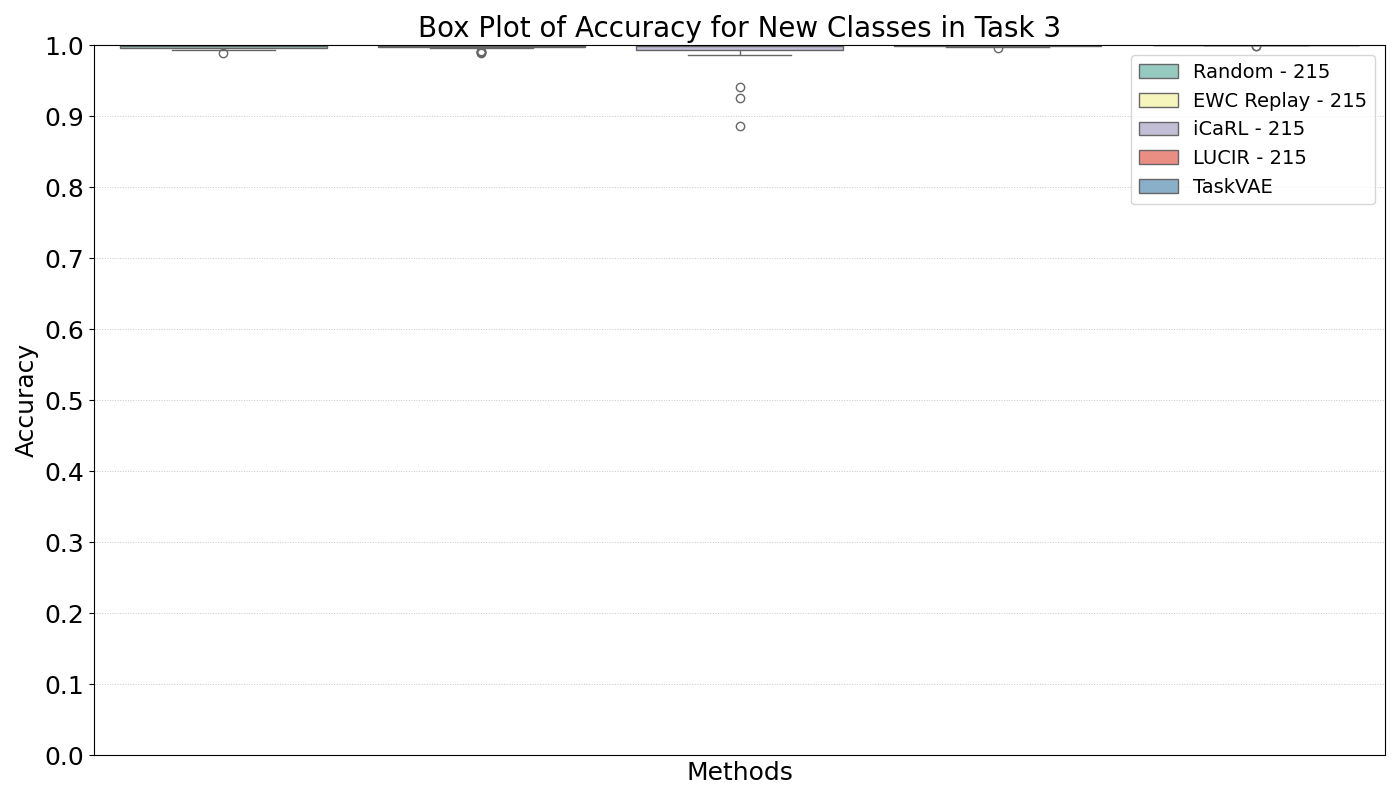 Box Plot of Accuracy for New Classes in Task 3
1.0
0.9
0.8
0.7
0.6
0.5
0.4
0.3
0.2
0.1
0.0
Accuracy
Methods
Random - 215
EWC Replay - 215
iCaRL - 215
LUCIR - 215
TaskVAE